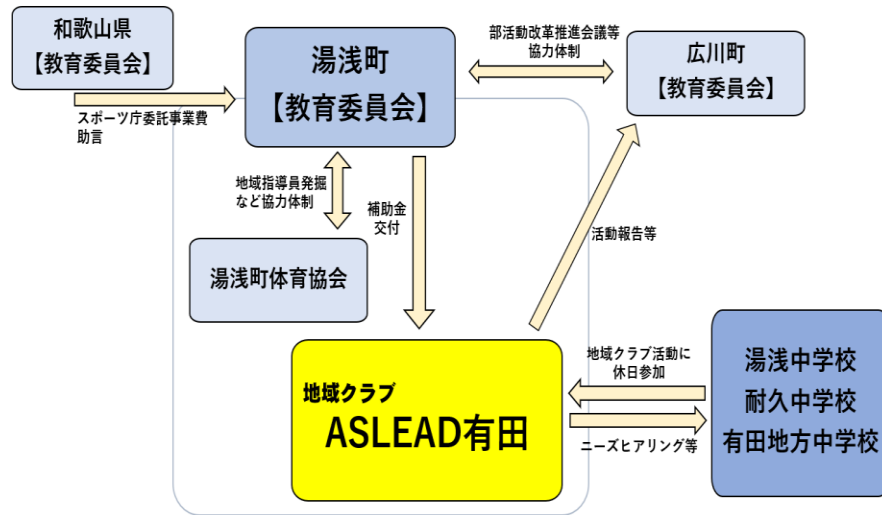 和歌山県
【教育委員会】
湯浅町
【教育委員会】
部活動改革推進会議等
協力体制
広川町
【教育委員会】
スポーツ庁委託事業費
助言
地域指導員発掘
など協力体制
補助金
交付
活動報告等
湯浅町体育協会
地域クラブ
ASLEAD有田
地域クラブ活動に
休日参加
ニーズヒアリング等
湯浅中学校
耐久中学校
有田地方中学校